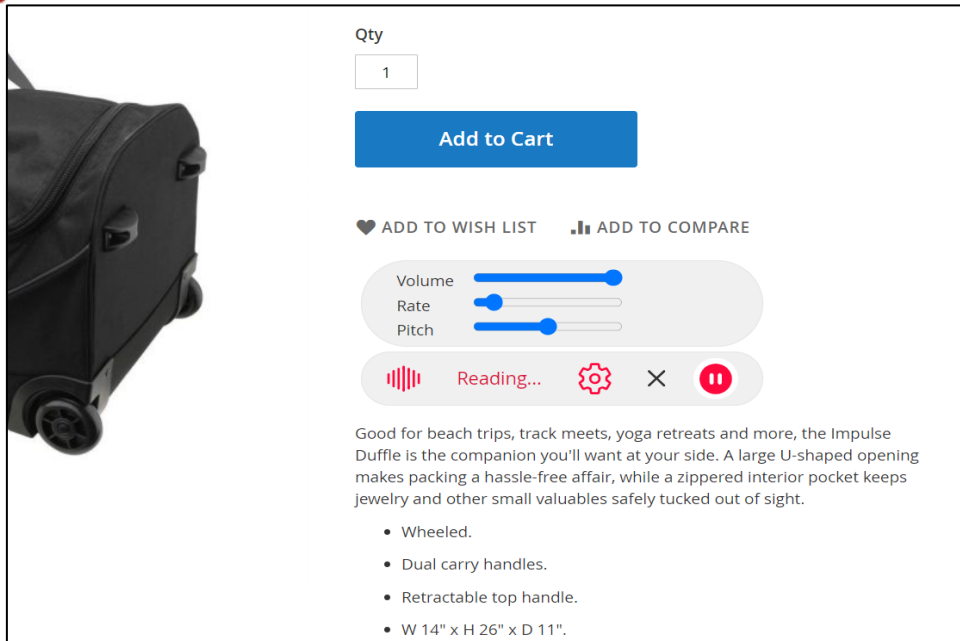 Qty
1
Add to Cart
ADD TO WISH LIST ADD TO COMPARE
Volume
Rate
Pitch
Reading...
Good for beach trips, track meets, yoga retreats and more, the Impulse
Duffle is the companion you'll want at your side. A large U-shaped opening
makes packing a hassle-free affair, while a zippered interior pocket keeps
jewelry and other small valuables safely tucked out of sight.
• Wheeled.
• Dual carry handles.
• Retractable top handle.
• W 14" x H 26" x D 11".